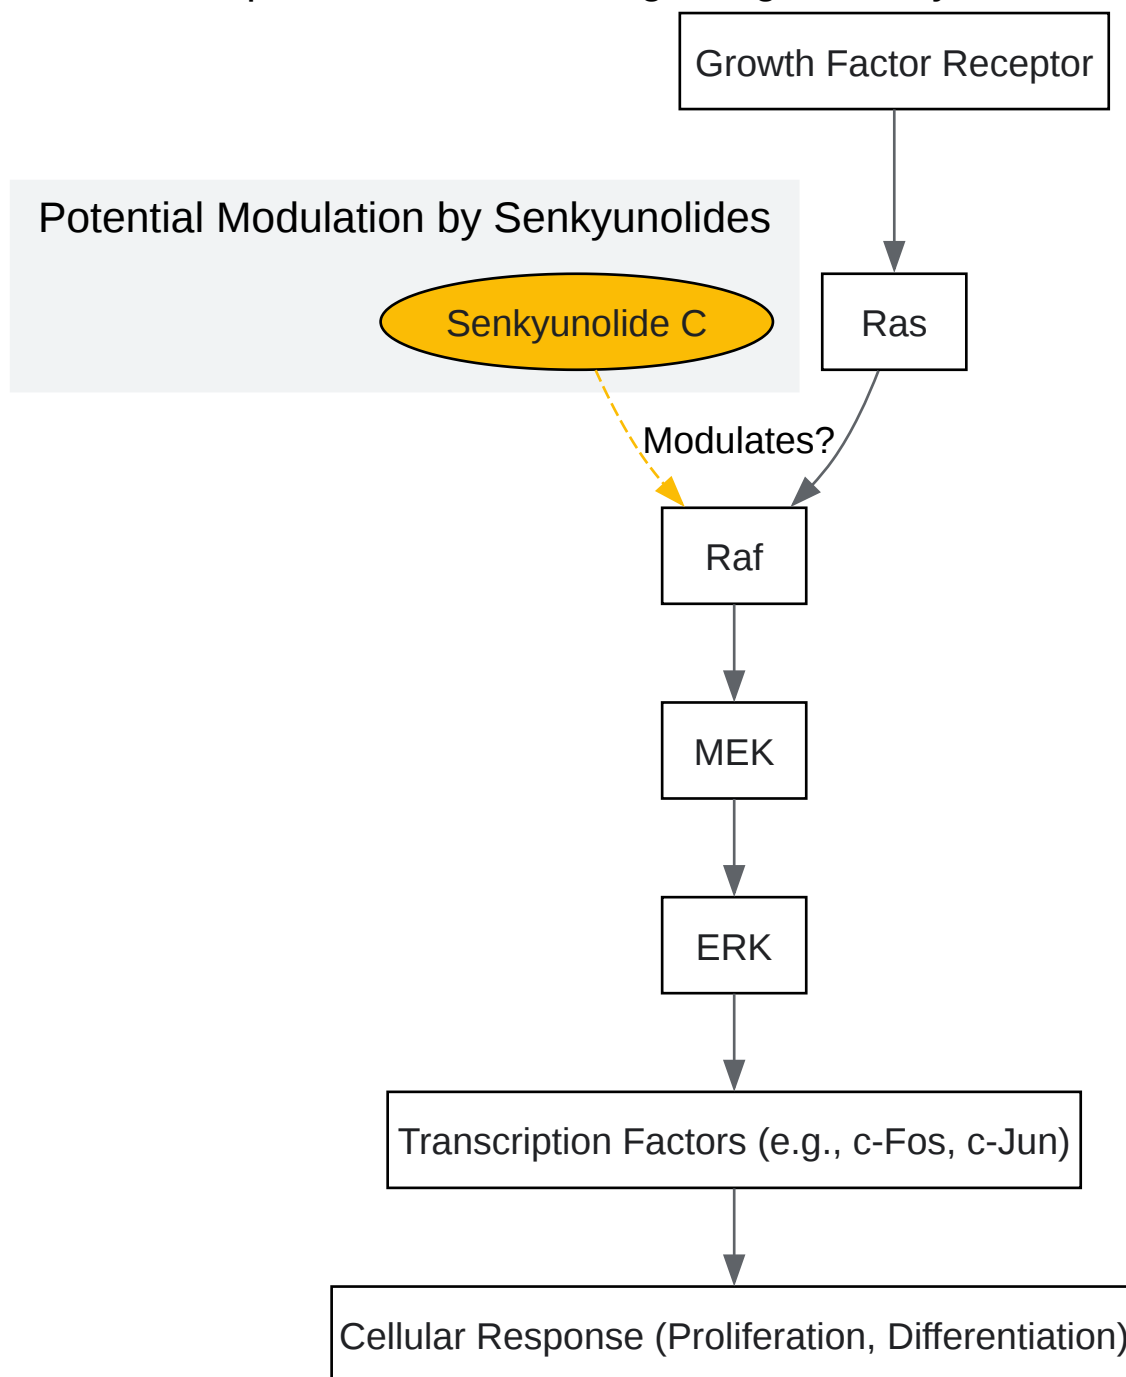 Growth Factor Receptor
Potential Modulation by Senkyunolides
Senkyunolide C
Ras
Modulates?
Raf
MEK
ERK
Transcription Factors (e.g., c-Fos, c-Jun)
Cellular Response (Proliferation, Differentiation)